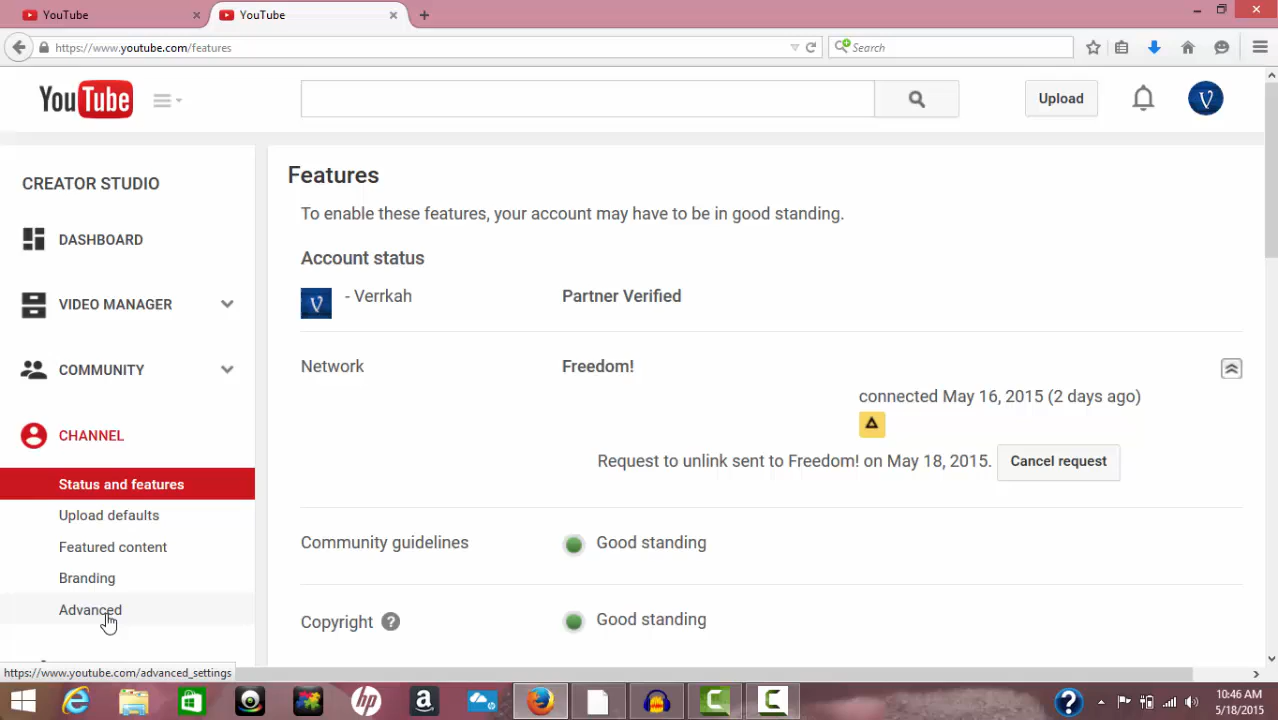 YouTube
YouTube
https://www.youtube.com/features
Search
YouTube
Upload
V
CREATOR STUDIO
DASHBOARD
VIDEO MANAGER
COMMUNITY
CHANNEL
Status and features
Upload defaults
Featured content
Branding
Advanced
Features
To enable these features, your account may have to be in good standing.
Account status
V - Verrkah Partner Verified
Network Freedom!
connected May 16, 2015 (2 days ago)
Request to unlink sent to Freedom! on May 18, 2015. Cancel request
Community guidelines Good standing
Copyright ? Good standing
https://www.youtube.com/advanced_settings
hp
a
C
C
?
10:46 AM
5/18/2015